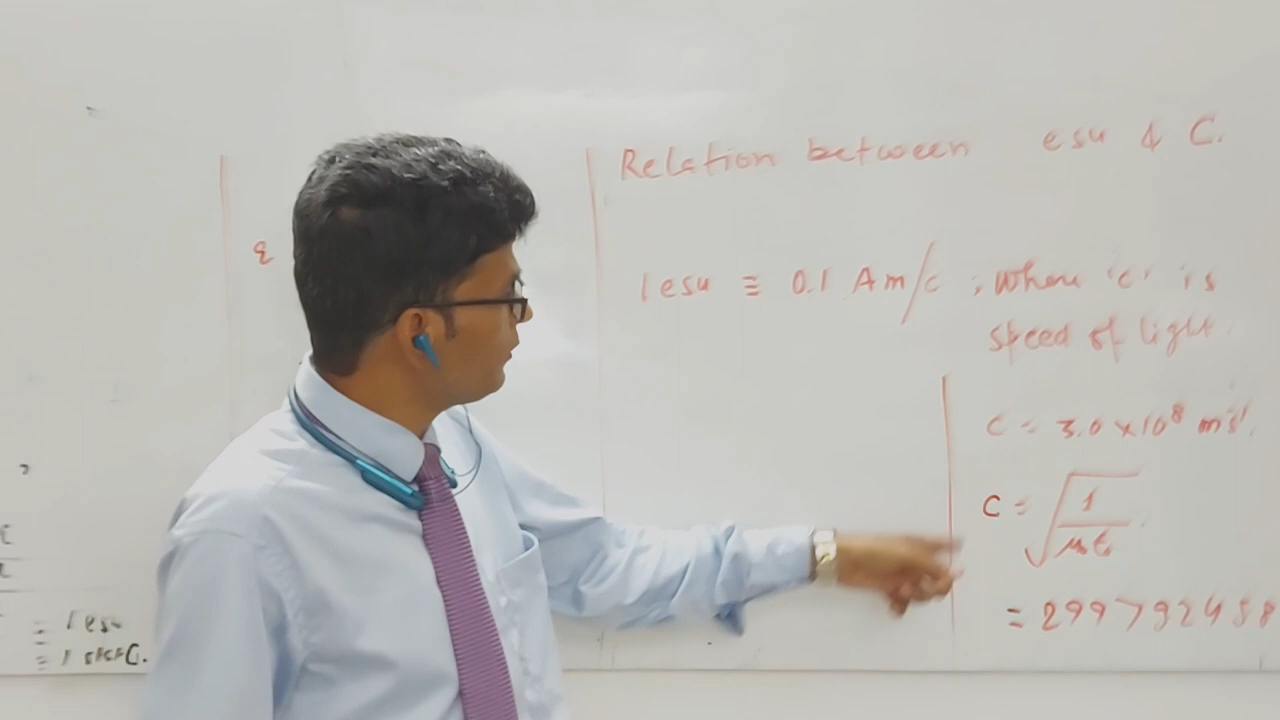 Relation between esu & C.
ε
1 esu ≡ 0.1 Am/c ; Where 'c' is
speed of light.
c = 3.0 × 10⁸ ms⁻¹.
c = √(1/μ₀ε₀)
= 299792458
= 1 esu
≡ 1 statC.